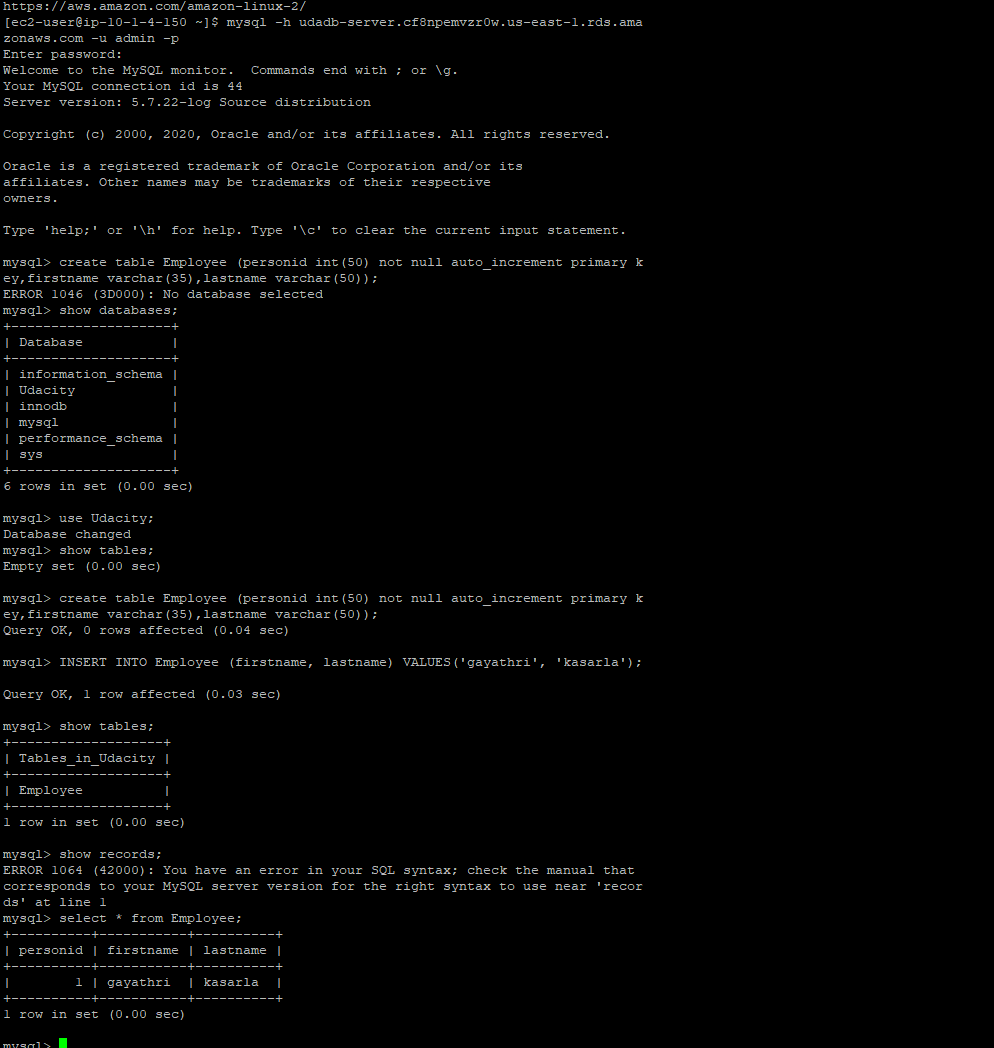 https://aws.amazon.com/amazon-linux-2/
[ec2-user@ip-10-1-4-150 ~]$ mysql -h udadb-server.cf8npemvzr0w.us-east-1.rds.ama
zonaws.com -u admin -p
Enter password:
Welcome to the MySQL monitor.  Commands end with ; or \g.
Your MySQL connection id is 44
Server version: 5.7.22-log Source distribution

Copyright (c) 2000, 2020, Oracle and/or its affiliates. All rights reserved.

Oracle is a registered trademark of Oracle Corporation and/or its
affiliates. Other names may be trademarks of their respective
owners.

Type 'help;' or '\h' for help. Type '\c' to clear the current input statement.

mysql> create table Employee (personid int(50) not null auto_increment primary k
ey,firstname varchar(35),lastname varchar(50));
ERROR 1046 (3D000): No database selected
mysql> show databases;
+--------------------+
| Database           |
+--------------------+
| information_schema |
| Udacity            |
| innodb             |
| mysql              |
| performance_schema |
| sys                |
+--------------------+
6 rows in set (0.00 sec)

mysql> use Udacity;
Database changed
mysql> show tables;
Empty set (0.00 sec)

mysql> create table Employee (personid int(50) not null auto_increment primary k
ey,firstname varchar(35),lastname varchar(50));
Query OK, 0 rows affected (0.04 sec)

mysql> INSERT INTO Employee (firstname, lastname) VALUES('gayathri', 'kasarla');

Query OK, 1 row affected (0.03 sec)

mysql> show tables;
+-------------------+
| Tables_in_Udacity |
+-------------------+
| Employee          |
+-------------------+
1 row in set (0.00 sec)

mysql> show records;
ERROR 1064 (42000): You have an error in your SQL syntax; check the manual that
corresponds to your MySQL server version for the right syntax to use near 'recor
ds' at line 1
mysql> select * from Employee;
+----------+-----------+----------+
| personid | firstname | lastname |
+----------+-----------+----------+
|        1 | gayathri  | kasarla  |
+----------+-----------+----------+
1 row in set (0.00 sec)

mysql>